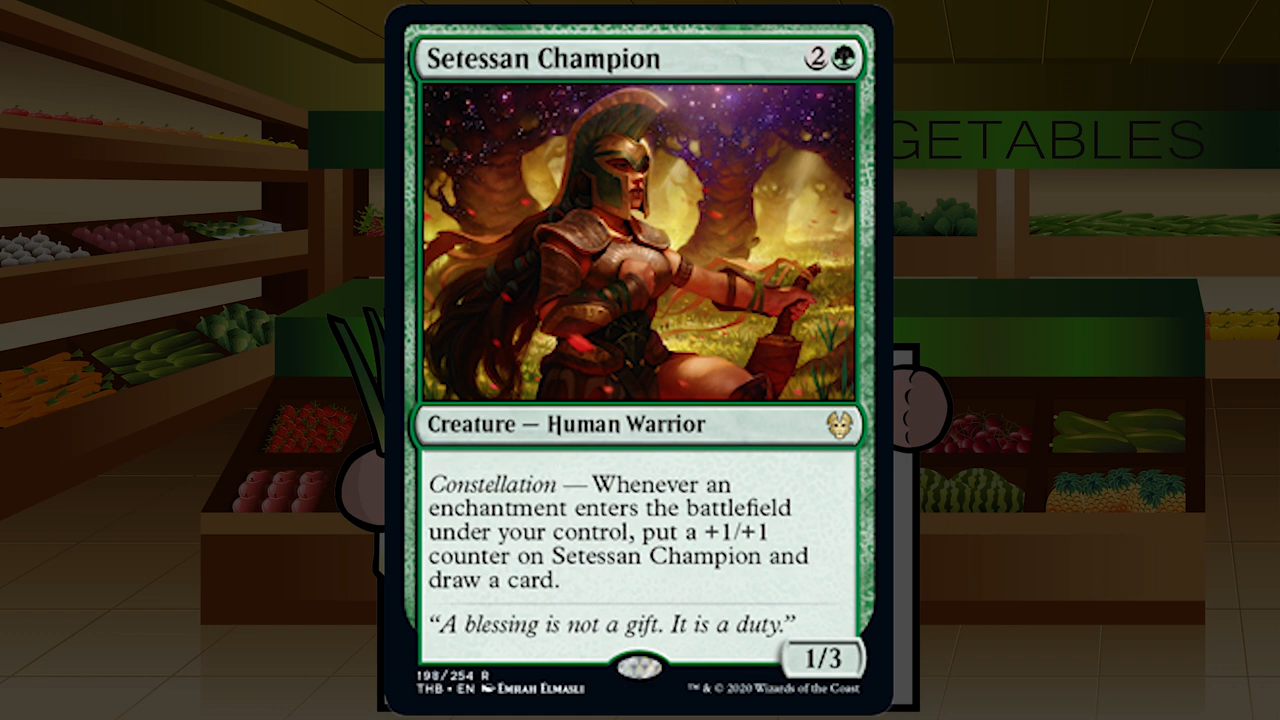 Setessan Champion 2
GETABLES
Creature — Human Warrior
Constellation — Whenever an
enchantment enters the battlefield
under your control, put a +1/+1
counter on Setessan Champion and
draw a card.
“A blessing is not a gift. It is a duty.”
1/3
198/254 R
THB • EN Emrah Elmasli
™ & © 2020 Wizards of the Coast